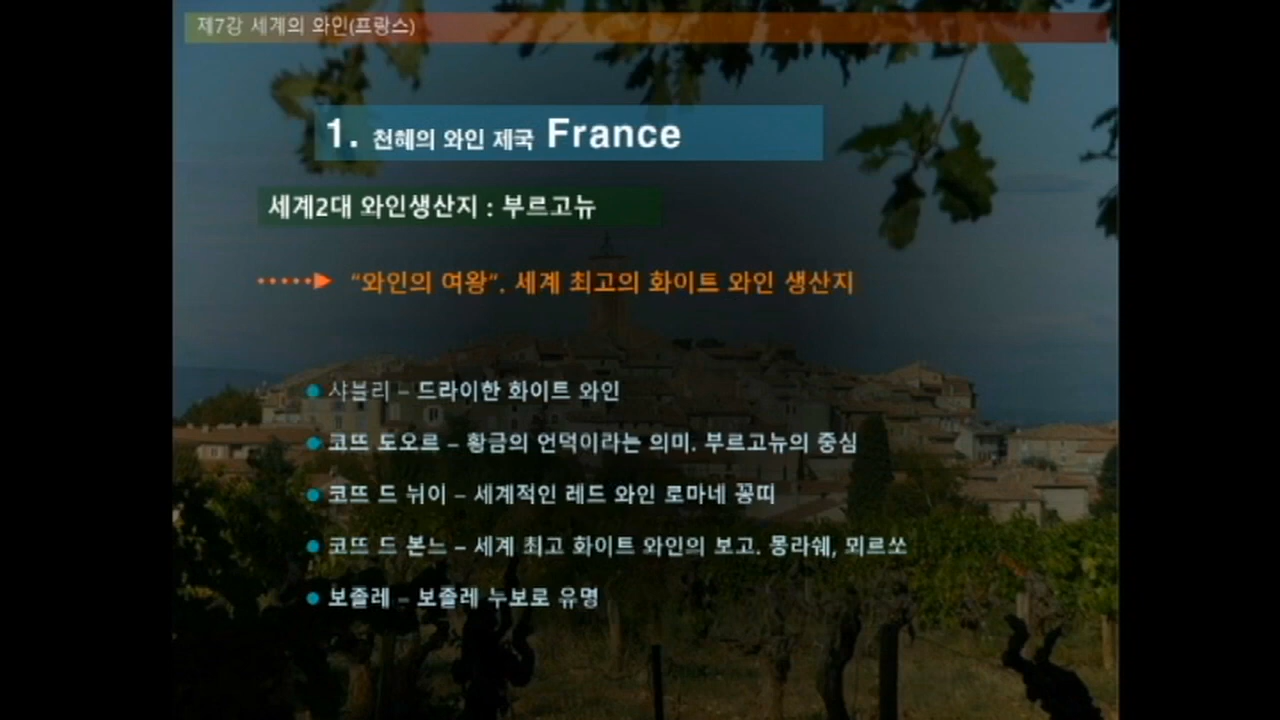 제7강 세계의 와인(프랑스)
1. 천혜의 와인 제국 France
세계2대 와인생산지 : 부르고뉴
“와인의 여왕”. 세계 최고의 화이트 와인 생산지
샤블리 – 드라이한 화이트 와인
코뜨 도오르 – 황금의 언덕이라는 의미. 부르고뉴의 중심
코뜨 드 뉘이 – 세계적인 레드 와인 로마네 꽁띠
코뜨 드 본느 – 세계 최고 화이트 와인의 보고. 몽라쉐, 뫼르쏘
보졸레 – 보졸레 누보로 유명